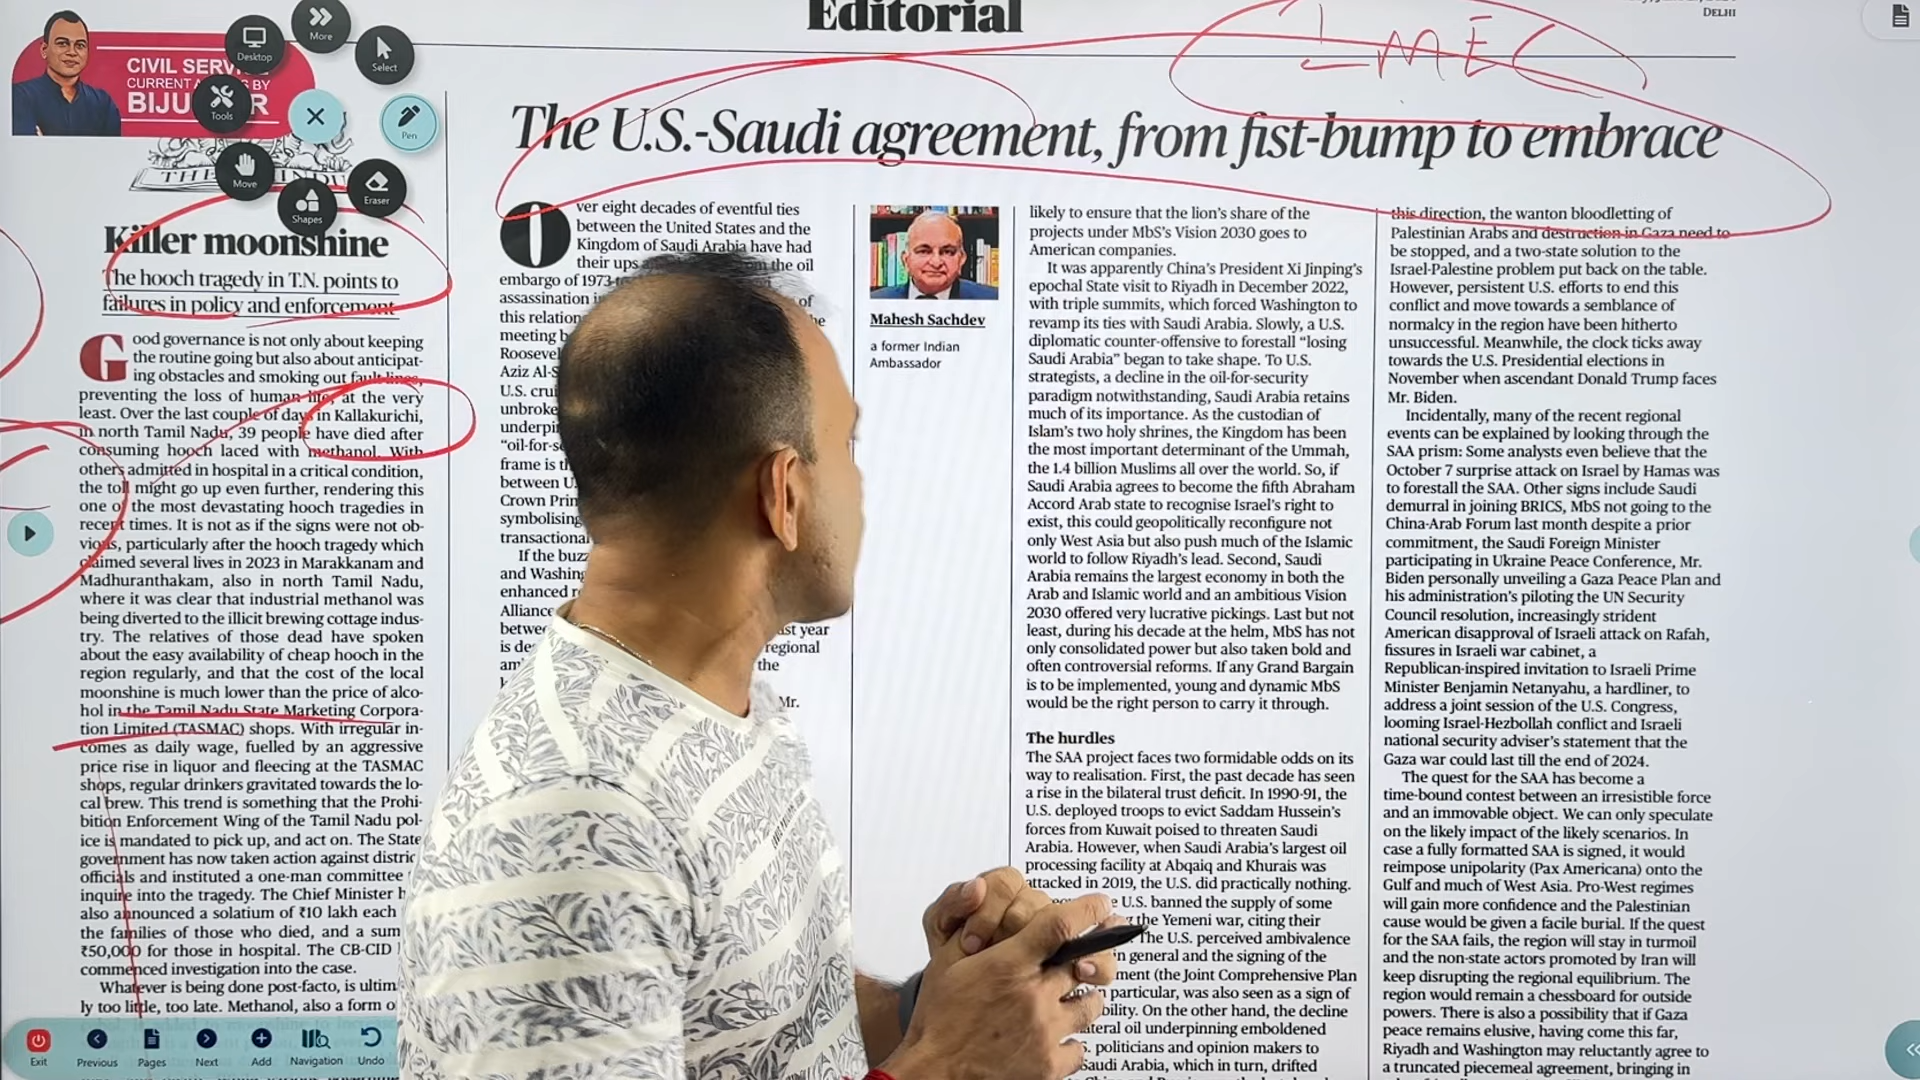 Editorial
DELHI
IMEC
CIVIL SERV
CURRENT A S BY
BIJU R
Desktop
More
Select
Tools
Pen
Move
Shapes
Eraser
THE HINDU
The U.S.-Saudi agreement, from fist-bump to embrace
Killer moonshine
The hooch tragedy in T.N. points to
failures in policy and enforcement
Good governance is not only about keeping
the routine going but also about anticipat-
ing obstacles and smoking out fault lines,
preventing the loss of human life, at the very
least. Over the last couple of days in Kallakurichi,
in north Tamil Nadu, 39 people have died after
consuming hooch laced with methanol. With
others admitted in hospital in a critical condition,
the toll might go up even further, rendering this
one of the most devastating hooch tragedies in
recent times. It is not as if the signs were not ob-
vious, particularly after the hooch tragedy which
claimed several lives in 2023 in Marakkanam and
Madhuranthakam, also in north Tamil Nadu,
where it was clear that industrial methanol was
being diverted to the illicit brewing cottage indus-
try. The relatives of those dead have spoken
about the easy availability of cheap hooch in the
region regularly, and that the cost of the local
moonshine is much lower than the price of alco-
hol in the Tamil Nadu State Marketing Corpora-
tion Limited (TASMAC) shops. With irregular in-
comes as daily wage, fuelled by an aggressive
price rise in liquor and fleecing at the TASMAC
shops, regular drinkers gravitated towards the lo-
cal brew. This trend is something that the Prohi-
bition Enforcement Wing of the Tamil Nadu pol-
ice is mandated to pick up, and act on. The State
government has now taken action against distric
officials and instituted a one-man committee
inquire into the tragedy. The Chief Minister h
also announced a solatium of ₹10 lakh each
the families of those who died, and a sum
₹50,000 for those in hospital. The CB-CID
commenced investigation into the case.
Whatever is being done post-facto, is ultim
ly too little, too late. Methanol, also a form o
Over eight decades of eventful ties
between the United States and the
Kingdom of Saudi Arabia have had
their ups the oil
embargo of 1973
assassination i of
this relation he
meeting b
Roosevel
Aziz Al-S
U.S. crui
unbroke
underpi
"oil-for-s
frame is th
between U
Crown Prin
symbolising
transactiona
If the buzz
and Washing
enhanced r
Alliance
betwee ast year
is de regional
am the
Mr.
Mahesh Sachdev
a former Indian
Ambassador
likely to ensure that the lion's share of the
projects under MbS's Vision 2030 goes to
American companies.
It was apparently China's President Xi Jinping's
epochal State visit to Riyadh in December 2022,
with triple summits, which forced Washington to
revamp its ties with Saudi Arabia. Slowly, a U.S.
diplomatic counter-offensive to forestall "losing
Saudi Arabia" began to take shape. To U.S.
strategists, a decline in the oil-for-security
paradigm notwithstanding, Saudi Arabia retains
much of its importance. As the custodian of
Islam's two holy shrines, the Kingdom has been
the most important determinant of the Ummah,
the 1.4 billion Muslims all over the world. So, if
Saudi Arabia agrees to become the fifth Abraham
Accord Arab state to recognise Israel's right to
exist, this could geopolitically reconfigure not
only West Asia but also push much of the Islamic
world to follow Riyadh's lead. Second, Saudi
Arabia remains the largest economy in both the
Arab and Islamic world and an ambitious Vision
2030 offered very lucrative pickings. Last but not
least, during his decade at the helm, MbS has not
only consolidated power but also taken bold and
often controversial reforms. If any Grand Bargain
is to be implemented, young and dynamic MbS
would be the right person to carry it through.
The hurdles
The SAA project faces two formidable odds on its
way to realisation. First, the past decade has seen
a rise in the bilateral trust deficit. In 1990-91, the
U.S. deployed troops to evict Saddam Hussein's
forces from Kuwait poised to threaten Saudi
Arabia. However, when Saudi Arabia's largest oil
processing facility at Abqaiq and Khurais was
attacked in 2019, the U.S. did practically nothing.
e U.S. banned the supply of some
the Yemeni war, citing their
The U.S. perceived ambivalence
in general and the signing of the
ment (the Joint Comprehensive Plan
particular, was also seen as a sign of
bility. On the other hand, the decline
ateral oil underpinning emboldened
politicians and opinion makers to
Saudi Arabia, which in turn, drifted
this direction, the wanton bloodletting of
Palestinian Arabs and destruction in Gaza need to
be stopped, and a two-state solution to the
Israel-Palestine problem put back on the table.
However, persistent U.S. efforts to end this
conflict and move towards a semblance of
normalcy in the region have been hitherto
unsuccessful. Meanwhile, the clock ticks away
towards the U.S. Presidential elections in
November when ascendant Donald Trump faces
Mr. Biden.
Incidentally, many of the recent regional
events can be explained by looking through the
SAA prism: Some analysts even believe that the
October 7 surprise attack on Israel by Hamas was
to forestall the SAA. Other signs include Saudi
demurral in joining BRICS, MbS not going to the
China-Arab Forum last month despite a prior
commitment, the Saudi Foreign Minister
participating in Ukraine Peace Conference, Mr.
Biden personally unveiling a Gaza Peace Plan and
his administration's piloting the UN Security
Council resolution, increasingly strident
American disapproval of Israeli attack on Rafah,
fissures in Israeli war cabinet, a
Republican-inspired invitation to Israeli Prime
Minister Benjamin Netanyahu, a hardliner, to
address a joint session of the U.S. Congress,
looming Israel-Hezbollah conflict and Israeli
national security adviser's statement that the
Gaza war could last till the end of 2024.
The quest for the SAA has become a
time-bound contest between an irresistible force
and an immovable object. We can only speculate
on the likely impact of the likely scenarios. In
case a fully formatted SAA is signed, it would
reimpose unipolarity (Pax Americana) onto the
Gulf and much of West Asia. Pro-West regimes
will gain more confidence and the Palestinian
cause would be given a facile burial. If the quest
for the SAA fails, the region will stay in turmoil
and the non-state actors promoted by Iran will
keep disrupting the regional equilibrium. The
region would remain a chessboard for outside
powers. There is also a possibility that if Gaza
peace remains elusive, having come this far,
Riyadh and Washington may reluctantly agree to
a truncated piecemeal agreement, bringing in
Exit
Previous
Pages
Next
Add
Navigation
Undo